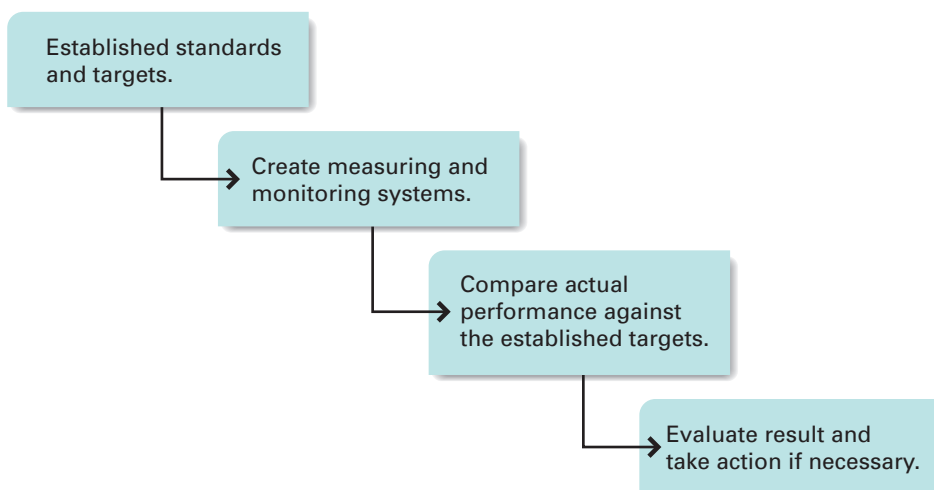 Established standards
and targets.
Create measuring and
monitoring systems.
Compare actual
performance against
the established targets.
Evaluate result and
take action if necessary.